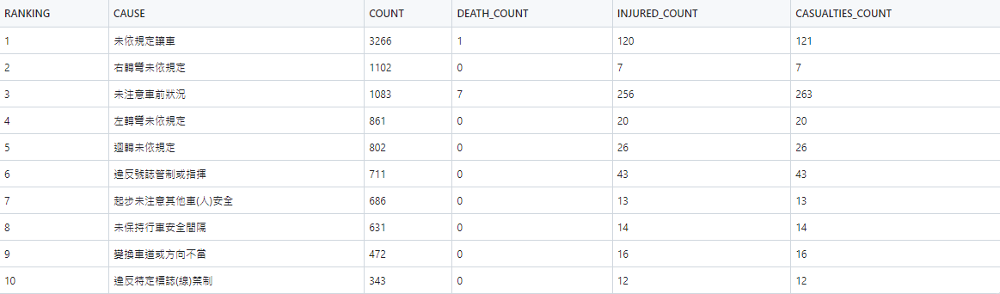 RANKING CAUSE COUNT DEATH_COUNT INJURED_COUNT CASUALTIES_COUNT
1 未依規定讓車 3266 1 120 121
2 右轉彎未依規定 1102 0 7 7
3 未注意車前狀況 1083 7 256 263
4 左轉彎未依規定 861 0 20 20
5 迴轉未依規定 802 0 26 26
6 違反號誌管制或指揮 711 0 43 43
7 起步未注意其他車(人)安全 686 0 13 13
8 未保持行車安全間隔 631 0 14 14
9 變換車道或方向不當 472 0 16 16
10 違反特定標誌(線)禁制 343 0 12 12